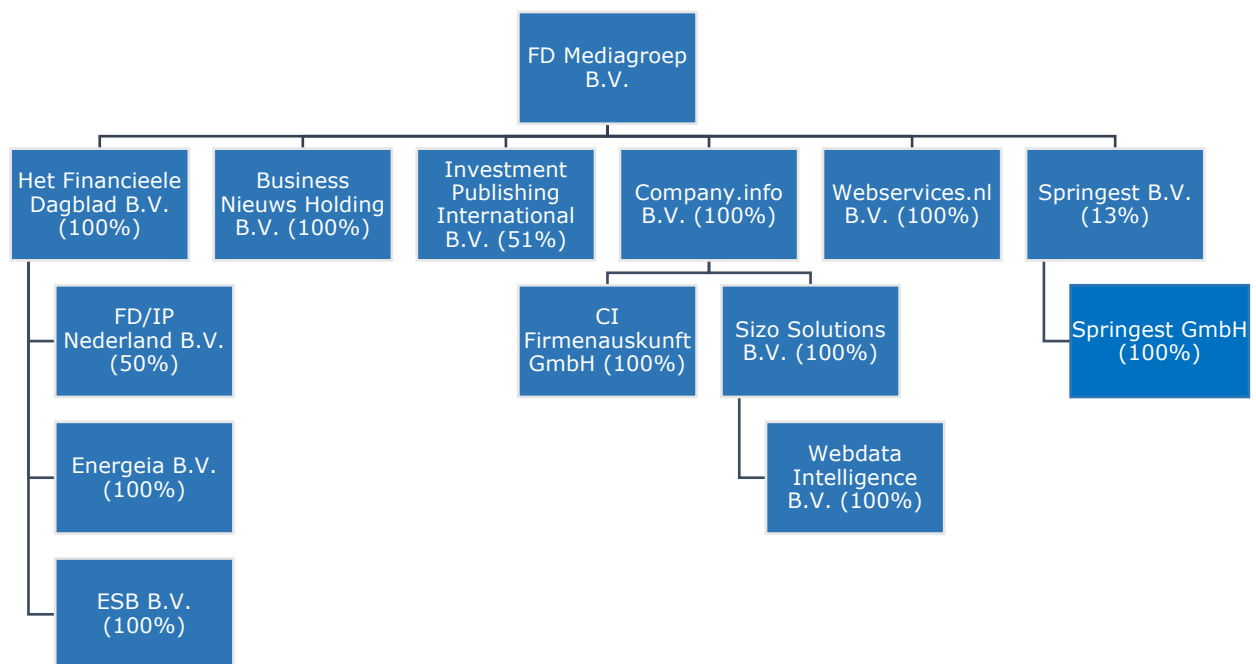 FD Mediagroep
B.V.
Het Financieele
Dagblad B.V.
(100%)
Business
Nieuws Holding
B.V. (100%)
Investment
Publishing
International
B.V. (51%)
Company.info
B.V. (100%)
Webservices.nl
B.V. (100%)
Springest B.V.
(13%)
FD/IP
Nederland B.V.
(50%)
CI
Firmenauskunft
GmbH (100%)
Sizo Solutions
B.V. (100%)
Springest GmbH
(100%)
Energeia B.V.
(100%)
Webdata
Intelligence
B.V. (100%)
ESB B.V.
(100%)